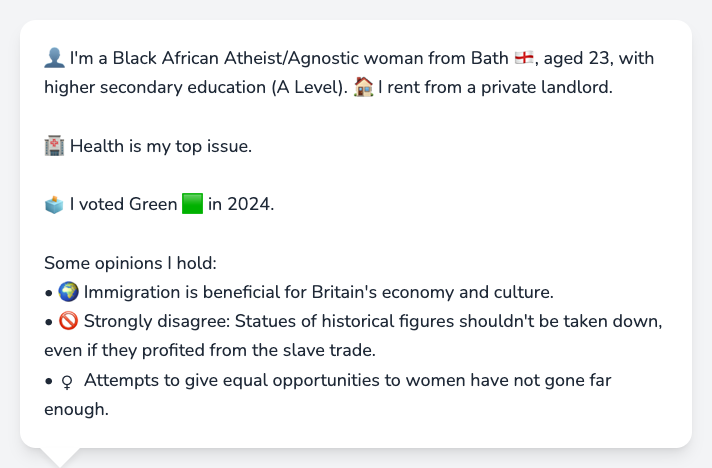 👤 I'm a Black African Atheist/Agnostic woman from Bath 🏴󠁧󠁢󠁥󠁮󠁧󠁿, aged 23, with
higher secondary education (A Level). 🏠 I rent from a private landlord.
🏥 Health is my top issue.
🗳️ I voted Green 🟩 in 2024.
Some opinions I hold:
• 🌍 Immigration is beneficial for Britain's economy and culture.
• 🚫 Strongly disagree: Statues of historical figures shouldn't be taken down,
even if they profited from the slave trade.
• ♀ Attempts to give equal opportunities to women have not gone far
enough.